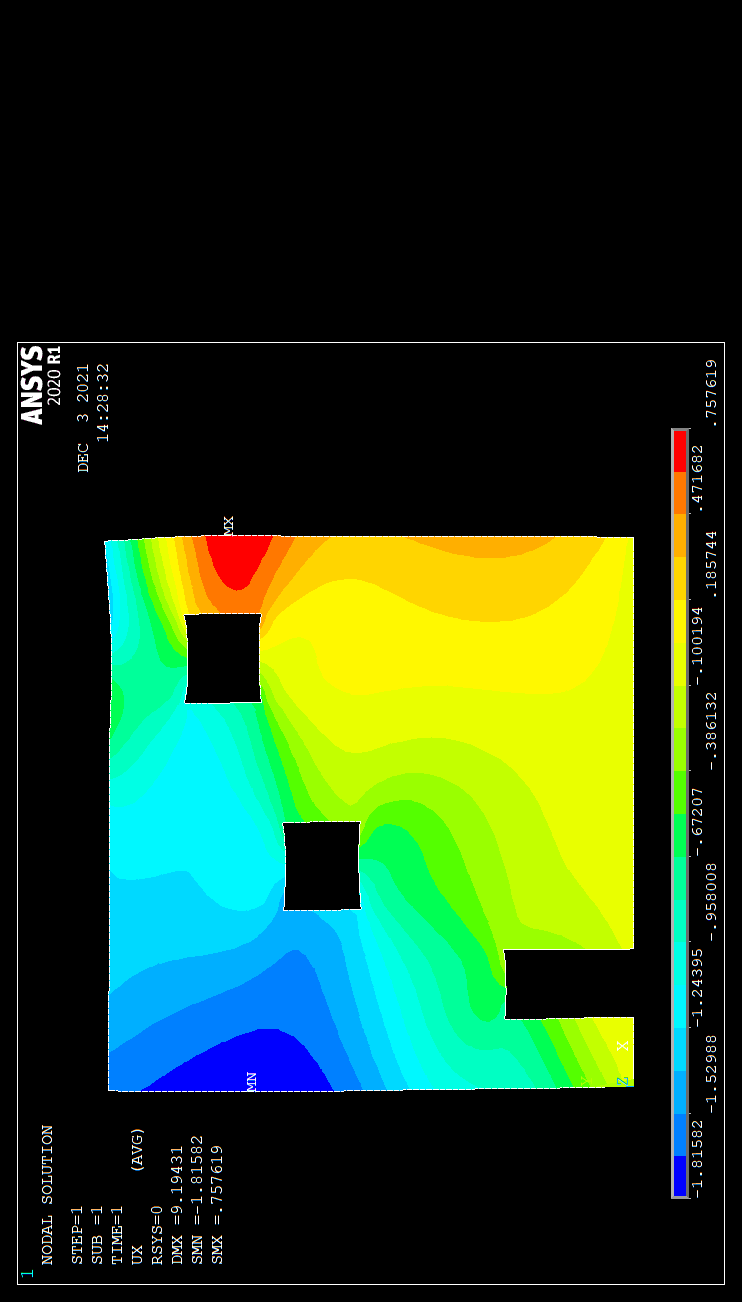 1
NODAL SOLUTION
STEP=1
SUB =1
TIME=1
UX (AVG)
RSYS=0
DMX =9.19431
SMN =-1.81582
SMX =.757619
ANSYS
2020 R1
DEC 3 2021
14:28:32
MN
MX
Z X
-1.81582
-1.52988
-1.24395
-.958008
-.67207
-.386132
-.100194
.185744
.471682
.757619